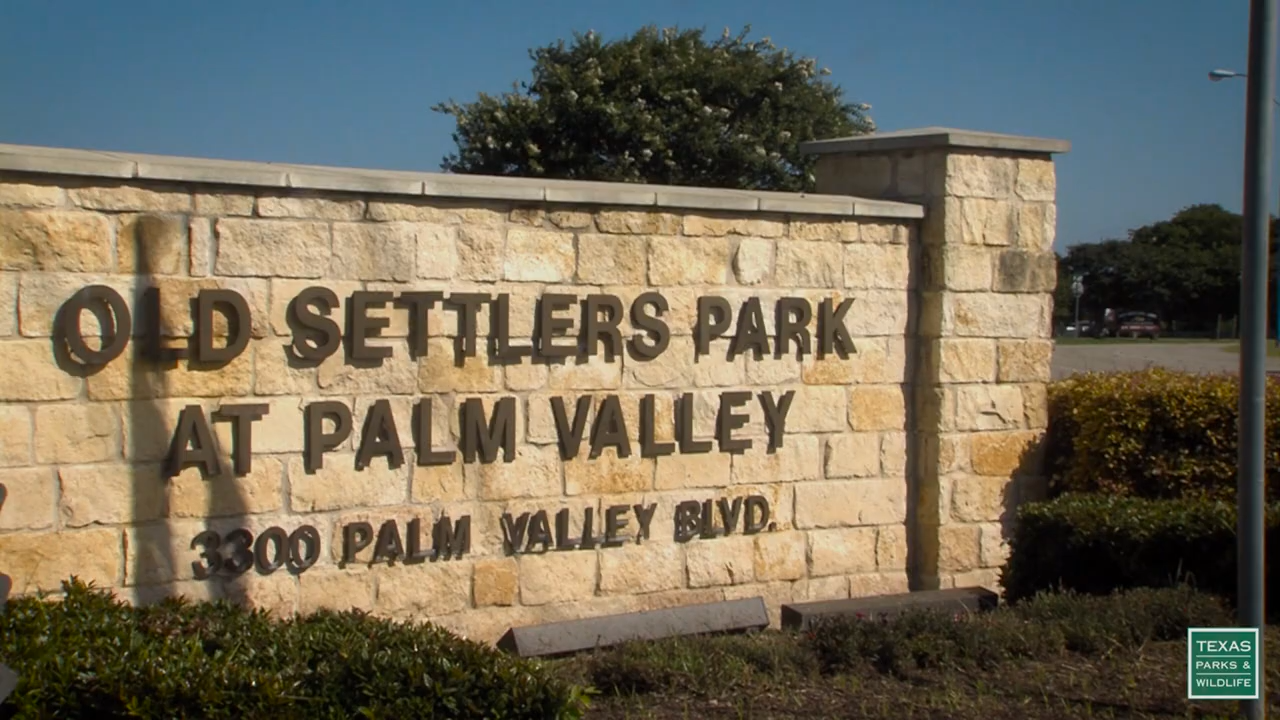 OLD SETTLERS PARK
AT PALM VALLEY
3300 PALM VALLEY BLVD.
TEXAS
PARKS &
WILDLIFE